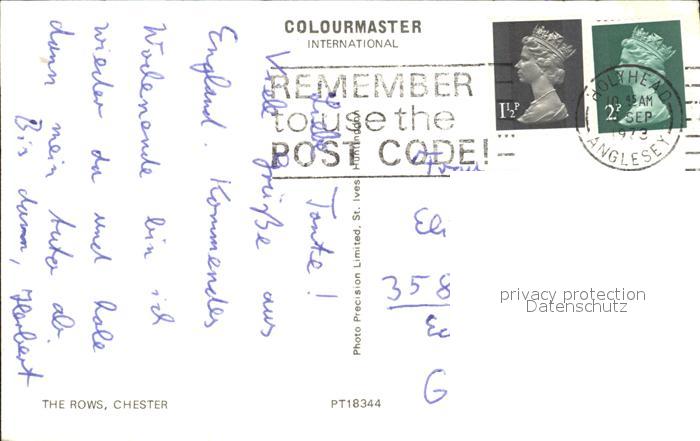 COLOURMASTER
INTERNATIONAL
REMEMBER
to use the
POST CODE!
1½P
2P
HOLYHEAD
45 AM
SEP
1973
ANGLESEY
Liebe Tante!
Viele Grüße aus
England. Kommendes
Wochenende bin ich
wieder da und hole
dann mein Auto ab.
Bis dann, Herbert
Photo Precision Limited, St. Ives, Huntingdon
358
G
privacy protection
Datenschutz
THE ROWS, CHESTER
PT18344